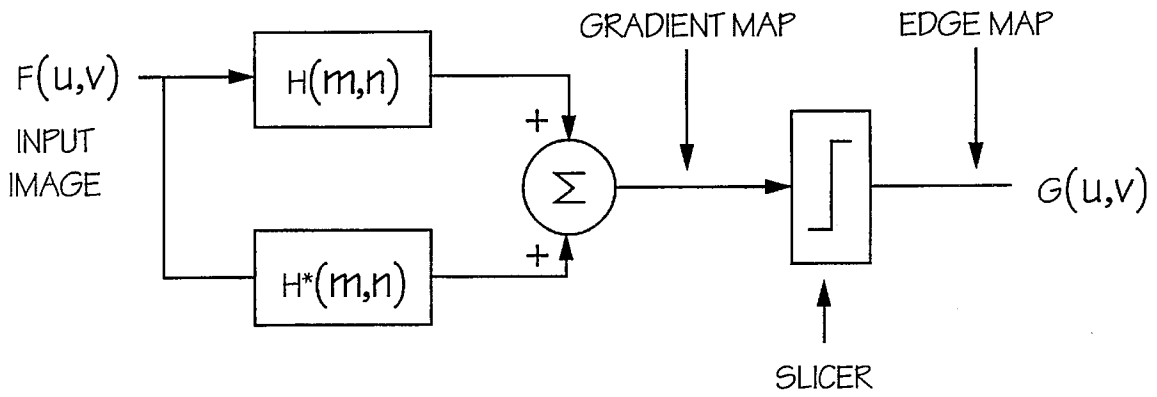 GRADIENT MAP
EDGE MAP
F(u,v)
INPUT
IMAGE
H(m,n)
+
Σ
+
H*(m,n)
G(u,v)
SLICER